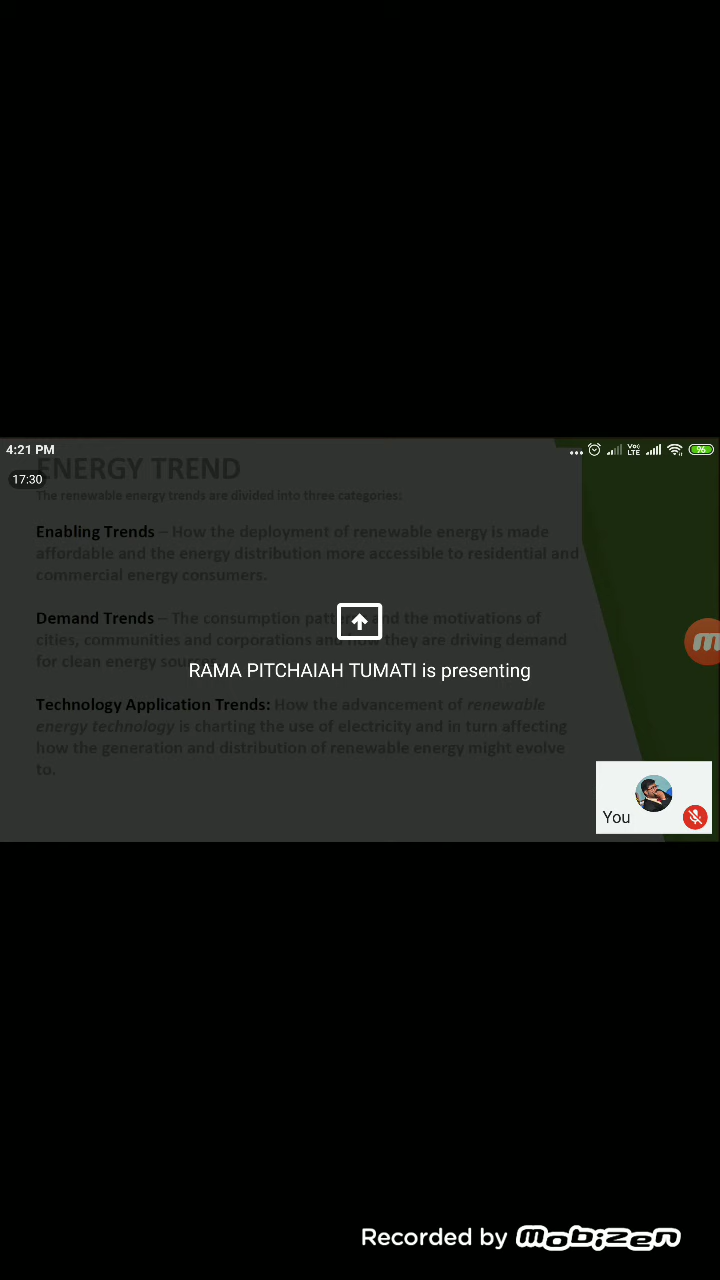 4:21 PM
Vo)
LTE
96
ENERGY TREND
17:30
The renewable energy trends are divided into three categories:
Enabling Trends – How the deployment of renewable energy is made
affordable and the energy distribution more accessible to residential and
commercial energy consumers.
Demand Trends – The consumption and the motivations of
cities, communities and corporations and how they are driving demand
for clean energy
RAMA PITCHAIAH TUMATI is presenting
Technology Application Trends: How the advancement of renewable
energy technology is charting the use of electricity and in turn affecting
how the generation and distribution of renewable energy might evolve
to.
You
Recorded by mobizen